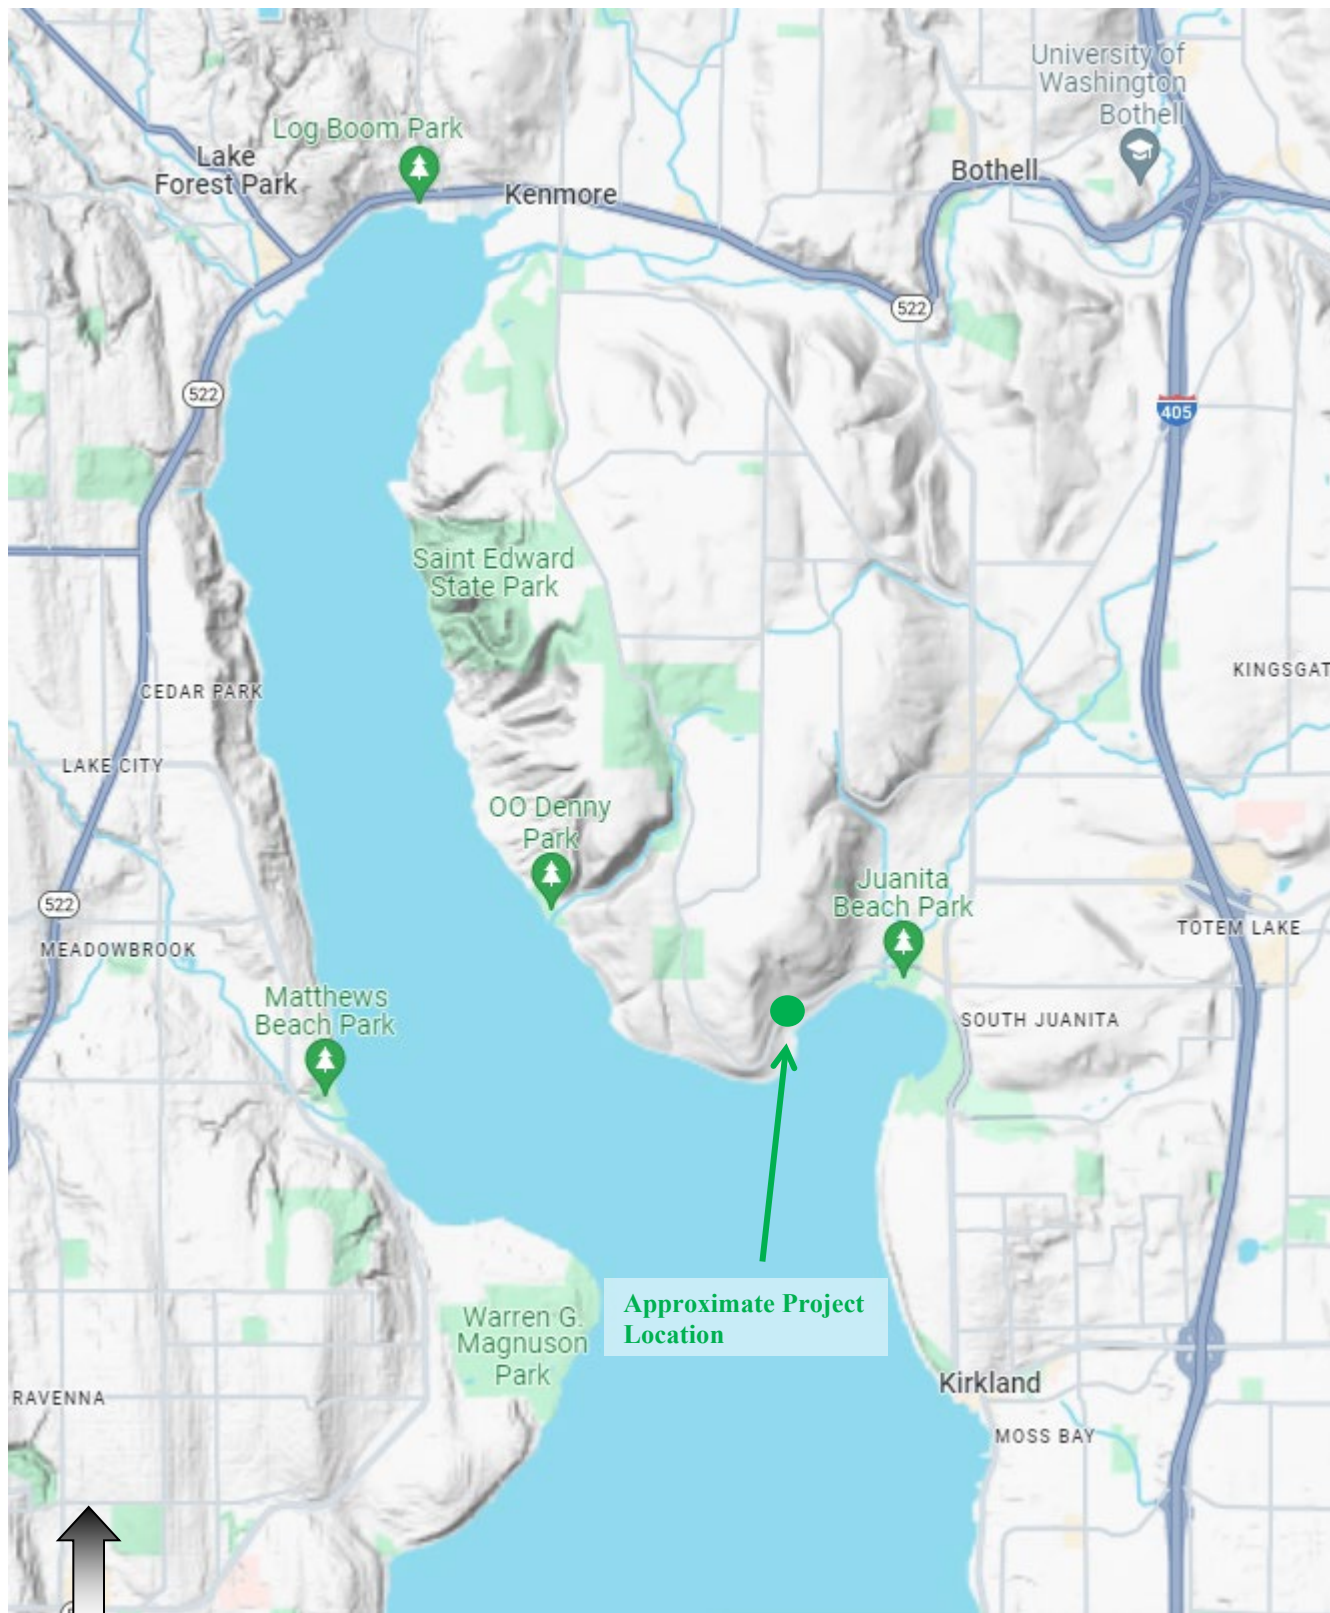 University of
Washington
Bothell
Log Boom Park
Lake
Forest Park
Bothell
Kenmore
522
522
405
Saint Edward
State Park
KINGSGAT
CEDAR PARK
LAKE CITY
OO Denny
Park
Juanita
Beach Park
522
TOTEM LAKE
MEADOWBROOK
Matthews
Beach Park
SOUTH JUANITA
Approximate Project
Location
Warren G.
Magnuson
Park
Kirkland
RAVENNA
MOSS BAY